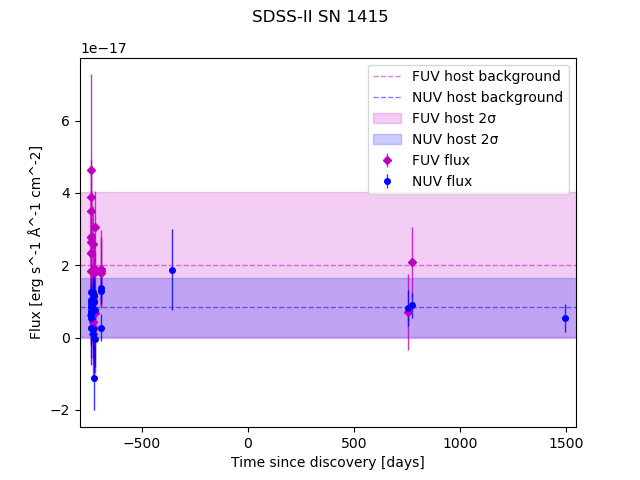 SDSS-II SN 1415
1e−17
FUV host background
NUV host background
FUV host 2σ
NUV host 2σ
FUV flux
NUV flux
6
4
2
0
−2
Flux [erg s^-1 Å^-1 cm^-2]
−500
0
500
1000
1500
Time since discovery [days]